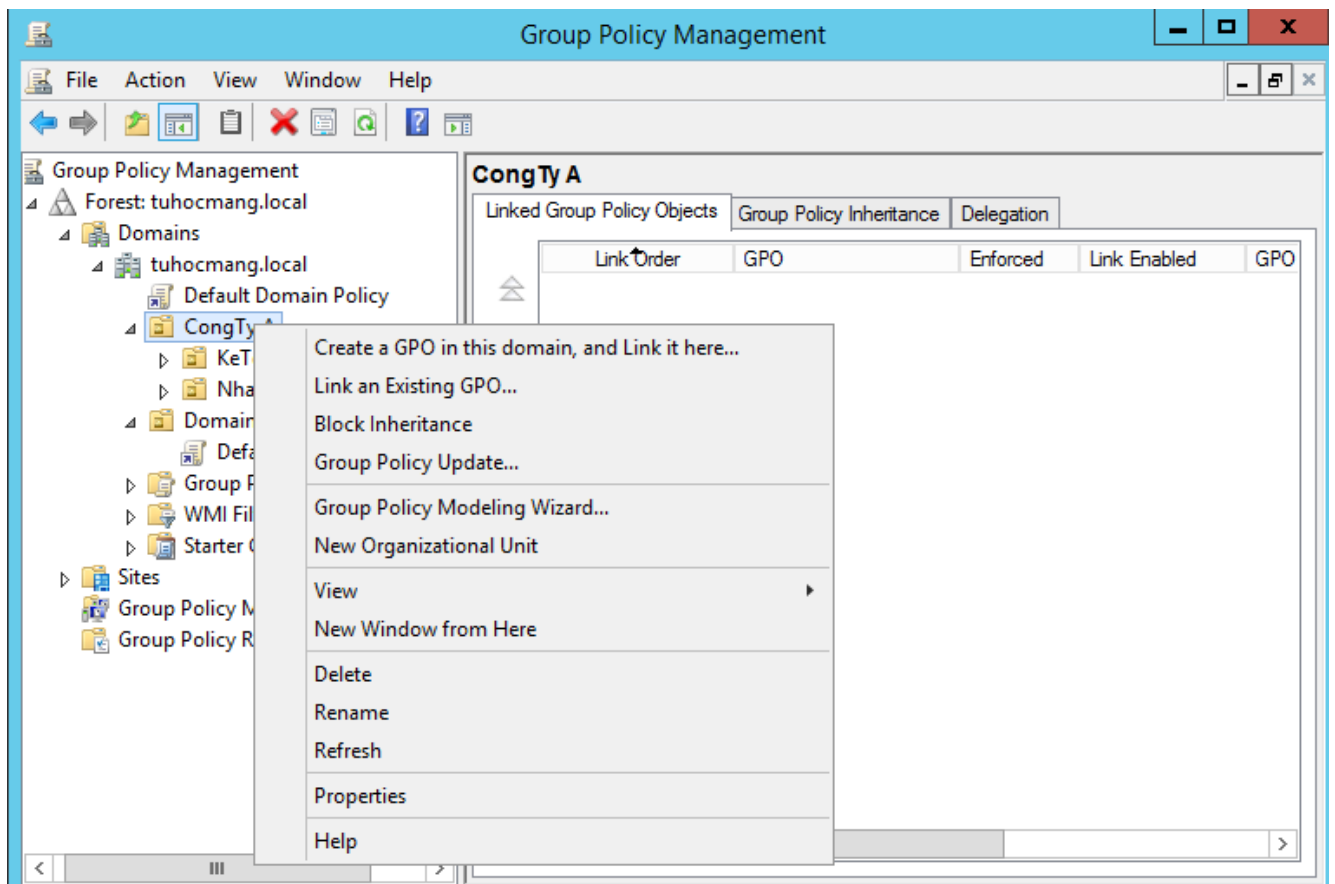 Group Policy Management
File Action View Window Help
Group Policy Management
Forest: tuhocmang.local
Domains
tuhocmang.local
Default Domain Policy
CongTy A
KeT
Nha
Domain
Defa
Group P
WMI Fil
Starter
Sites
Group Policy M
Group Policy R
CongTy A
Linked Group Policy Objects Group Policy Inheritance Delegation
Link Order GPO Enforced Link Enabled GPO
Create a GPO in this domain, and Link it here...
Link an Existing GPO...
Block Inheritance
Group Policy Update...
Group Policy Modeling Wizard...
New Organizational Unit
View
New Window from Here
Delete
Rename
Refresh
Properties
Help